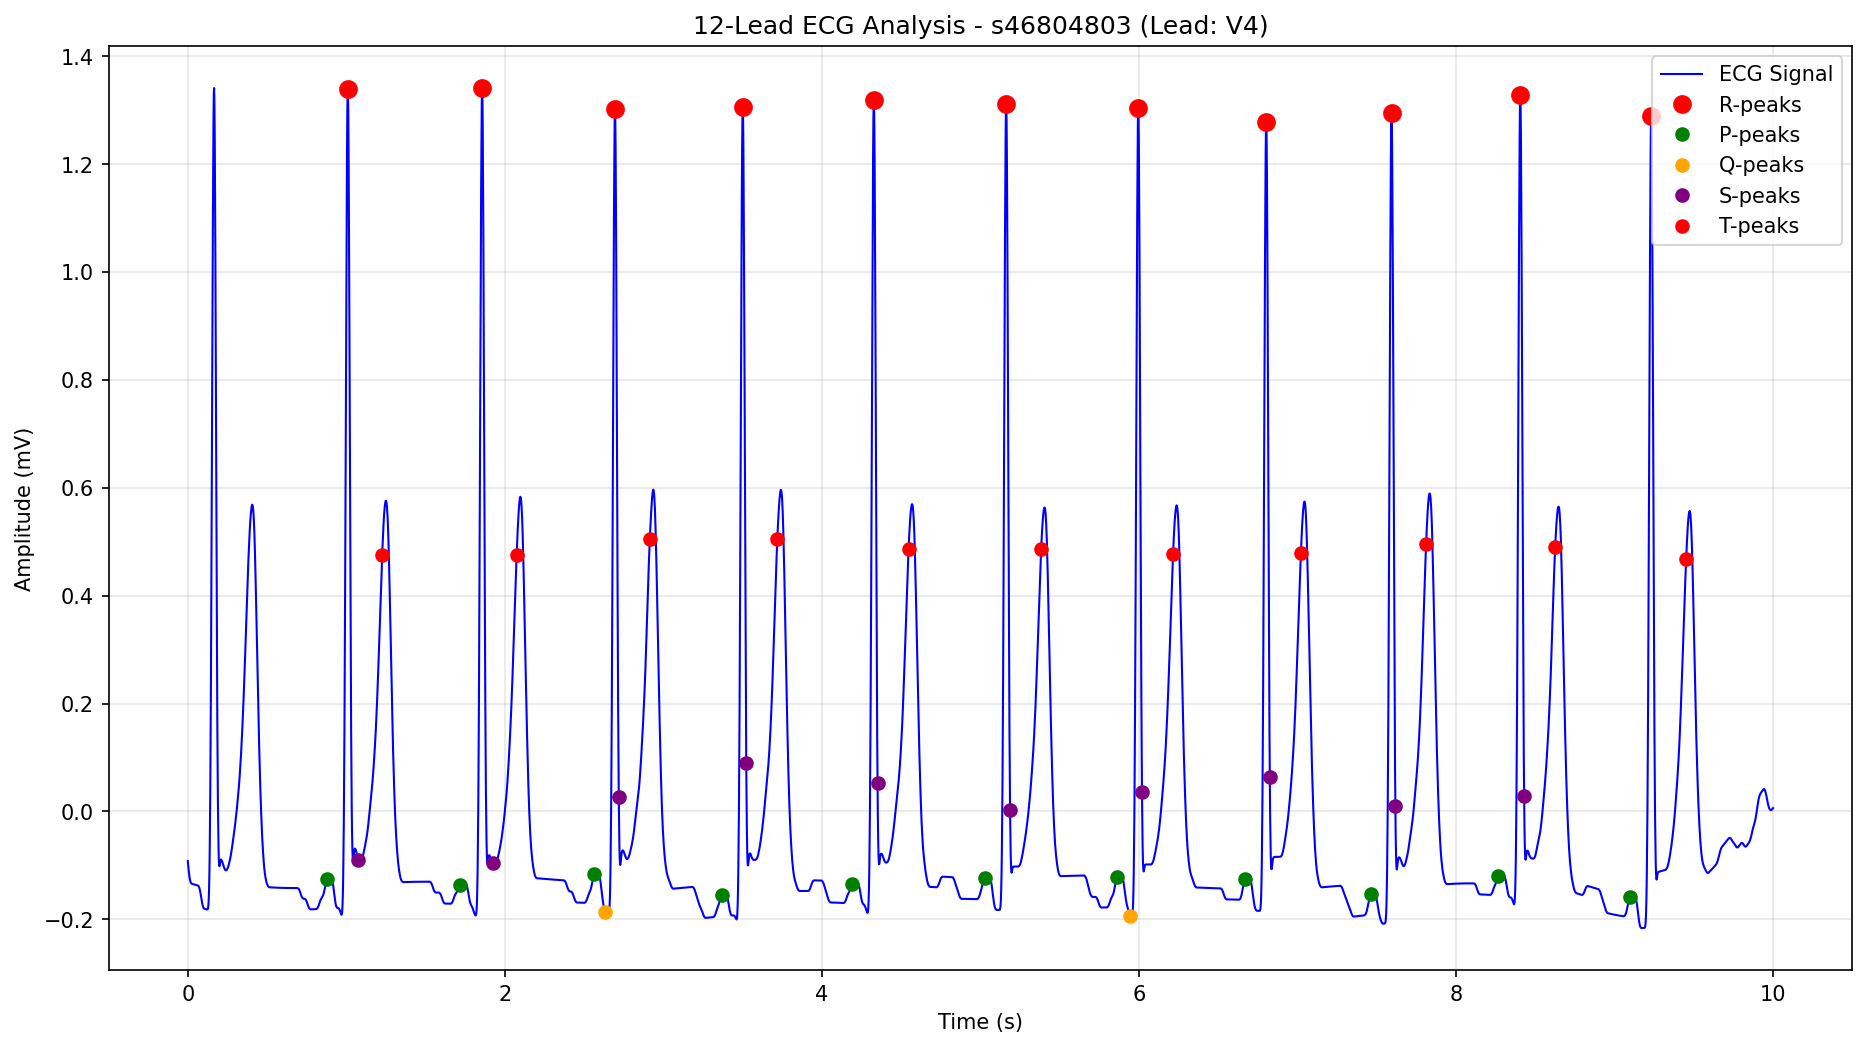 12-Lead ECG Analysis - s46804803 (Lead: V4)
ECG Signal
R-peaks
P-peaks
Q-peaks
S-peaks
T-peaks
Amplitude (mV)
1.4
1.2
1.0
0.8
0.6
0.4
0.2
0.0
−0.2
0 2 4 6 8 10
Time (s)